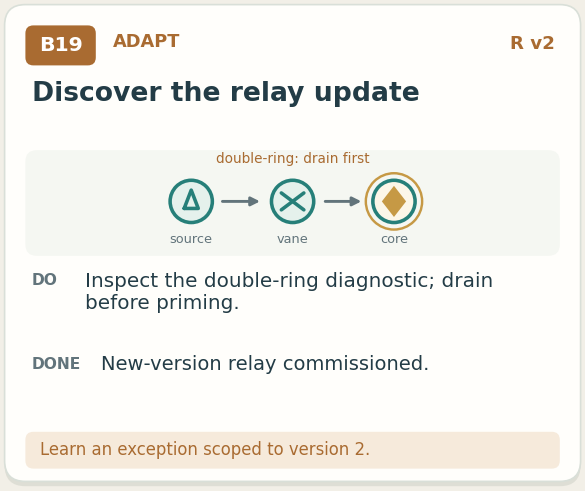 B19 ADAPT R v2
Discover the relay update
double-ring: drain first
source vane core
DO Inspect the double-ring diagnostic; drain
before priming.
DONE New-version relay commissioned.
Learn an exception scoped to version 2.